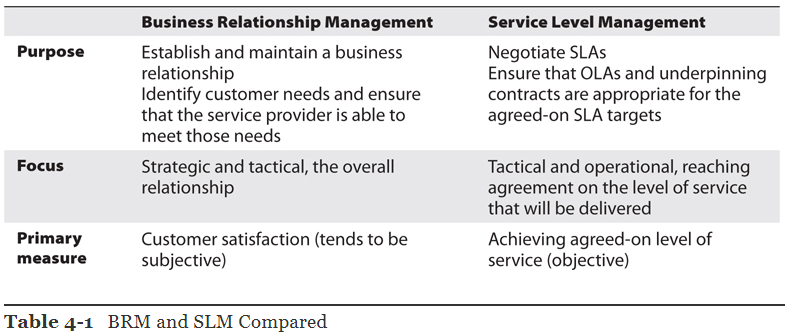 Business Relationship Management Service Level Management
Purpose Establish and maintain a business Negotiate SLAs
relationship Ensure that OLAs and underpinning
Identify customer needs and ensure contracts are appropriate for the
that the service provider is able to agreed-on SLA targets
meet those needs
Focus Strategic and tactical, the overall Tactical and operational, reaching
relationship agreement on the level of service
that will be delivered
Primary Customer satisfaction (tends to be Achieving agreed-on level of
measure subjective) service (objective)
Table 4-1 BRM and SLM Compared